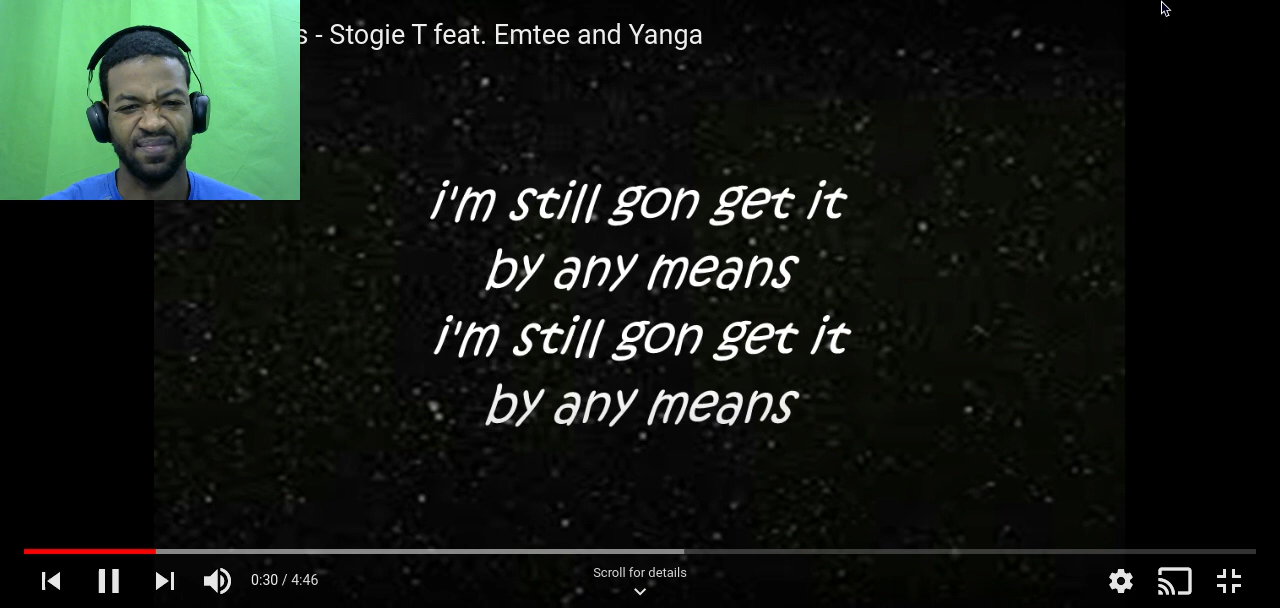 s - Stogie T feat. Emtee and Yanga
i'm still gon get it
by any means
i'm still gon get it
by any means
0:30 / 4:46
Scroll for details